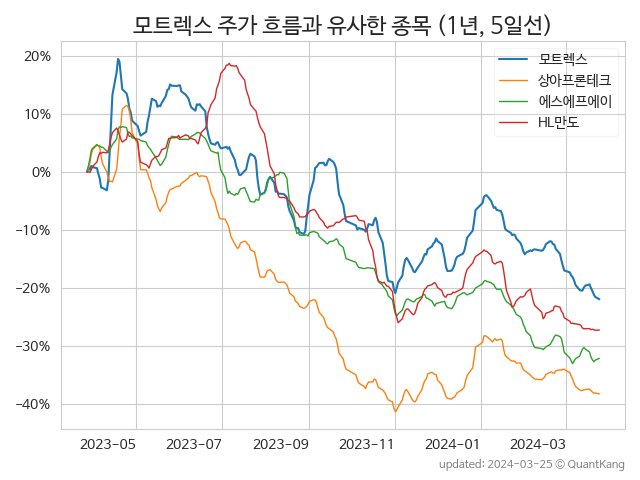 모트렉스 주가 흐름과 유사한 종목 (1년, 5일선)
모트렉스
상아프론테크
에스에프에이
HL만도
20%
10%
0%
−10%
−20%
−30%
−40%
2023-05
2023-07
2023-09
2023-11
2024-01
2024-03
updated: 2024-03-25 © QuantKang